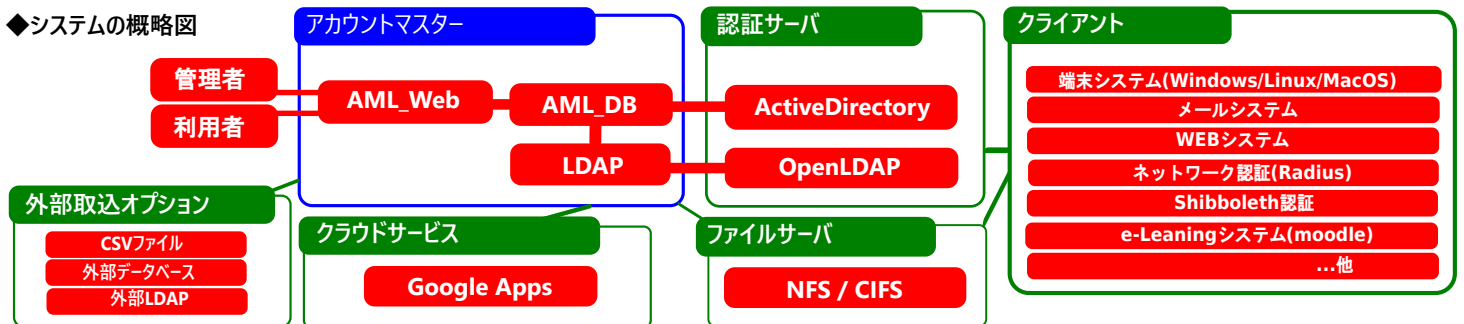 ◆システムの概略図
アカウントマスター
認証サーバ
クライアント
管理者
利用者
AML_Web
AML_DB
LDAP
ActiveDirectory
OpenLDAP
端末システム(Windows/Linux/MacOS)
メールシステム
WEBシステム
ネットワーク認証(Radius)
Shibboleth認証
e-Leaningシステム(moodle)
...他
外部取込オプション
CSVファイル
外部データベース
外部LDAP
クラウドサービス
Google Apps
ファイルサーバ
NFS / CIFS